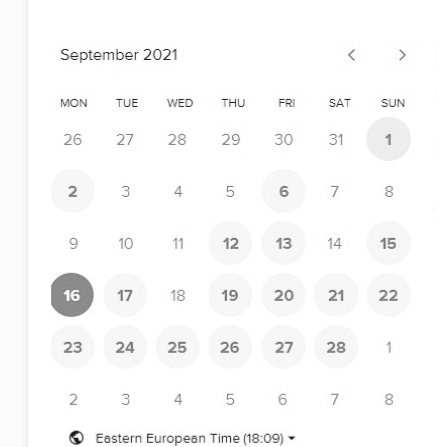 September 2021 < >
MON TUE WED THU FRI SAT SUN
26 27 28 29 30 31 1
2 3 4 5 6 7 8
9 10 11 12 13 14 15
16 17 18 19 20 21 22
23 24 25 26 27 28 1
2 3 4 5 6 7 8
Eastern European Time (18:09)